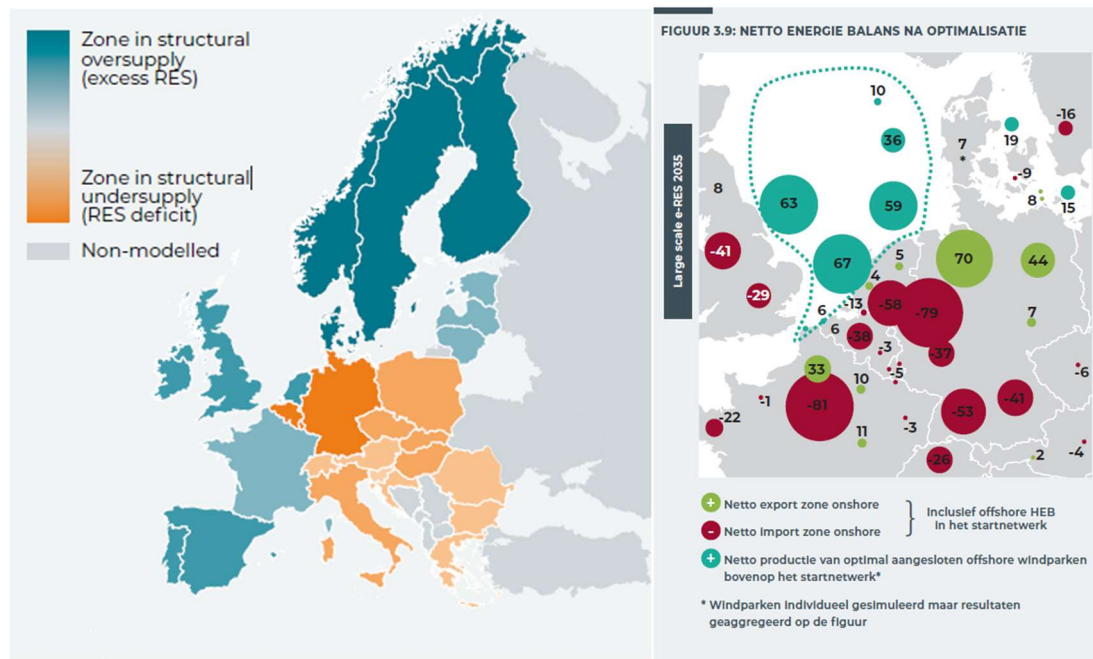 Zone in structural
oversupply
(excess RES)
Zone in structural
undersupply
(RES deficit)
Non-modelled
FIGUUR 3.9: NETTO ENERGIE BALANS NA OPTIMALISATIE
Large scale e-RES 2035
10
36
-16
7
*
19
-9
8
63
59
8
15
-41
67
5
70
44
4
-29
-13
-58
-79
6
7
6
-38
-3
-37
33
10
-5
-6
-1
-81
-53
-41
-22
11
-3
-26
2
-4
+ Netto export zone onshore
- Netto import zone onshore
Inclusief offshore HEB
in het startnetwerk
+ Netto productie van optimal aangesloten offshore windparken
bovenop het startnetwerk*
* Windparken individueel gesimuleerd maar resultaten
geaggregeerd op de figuur